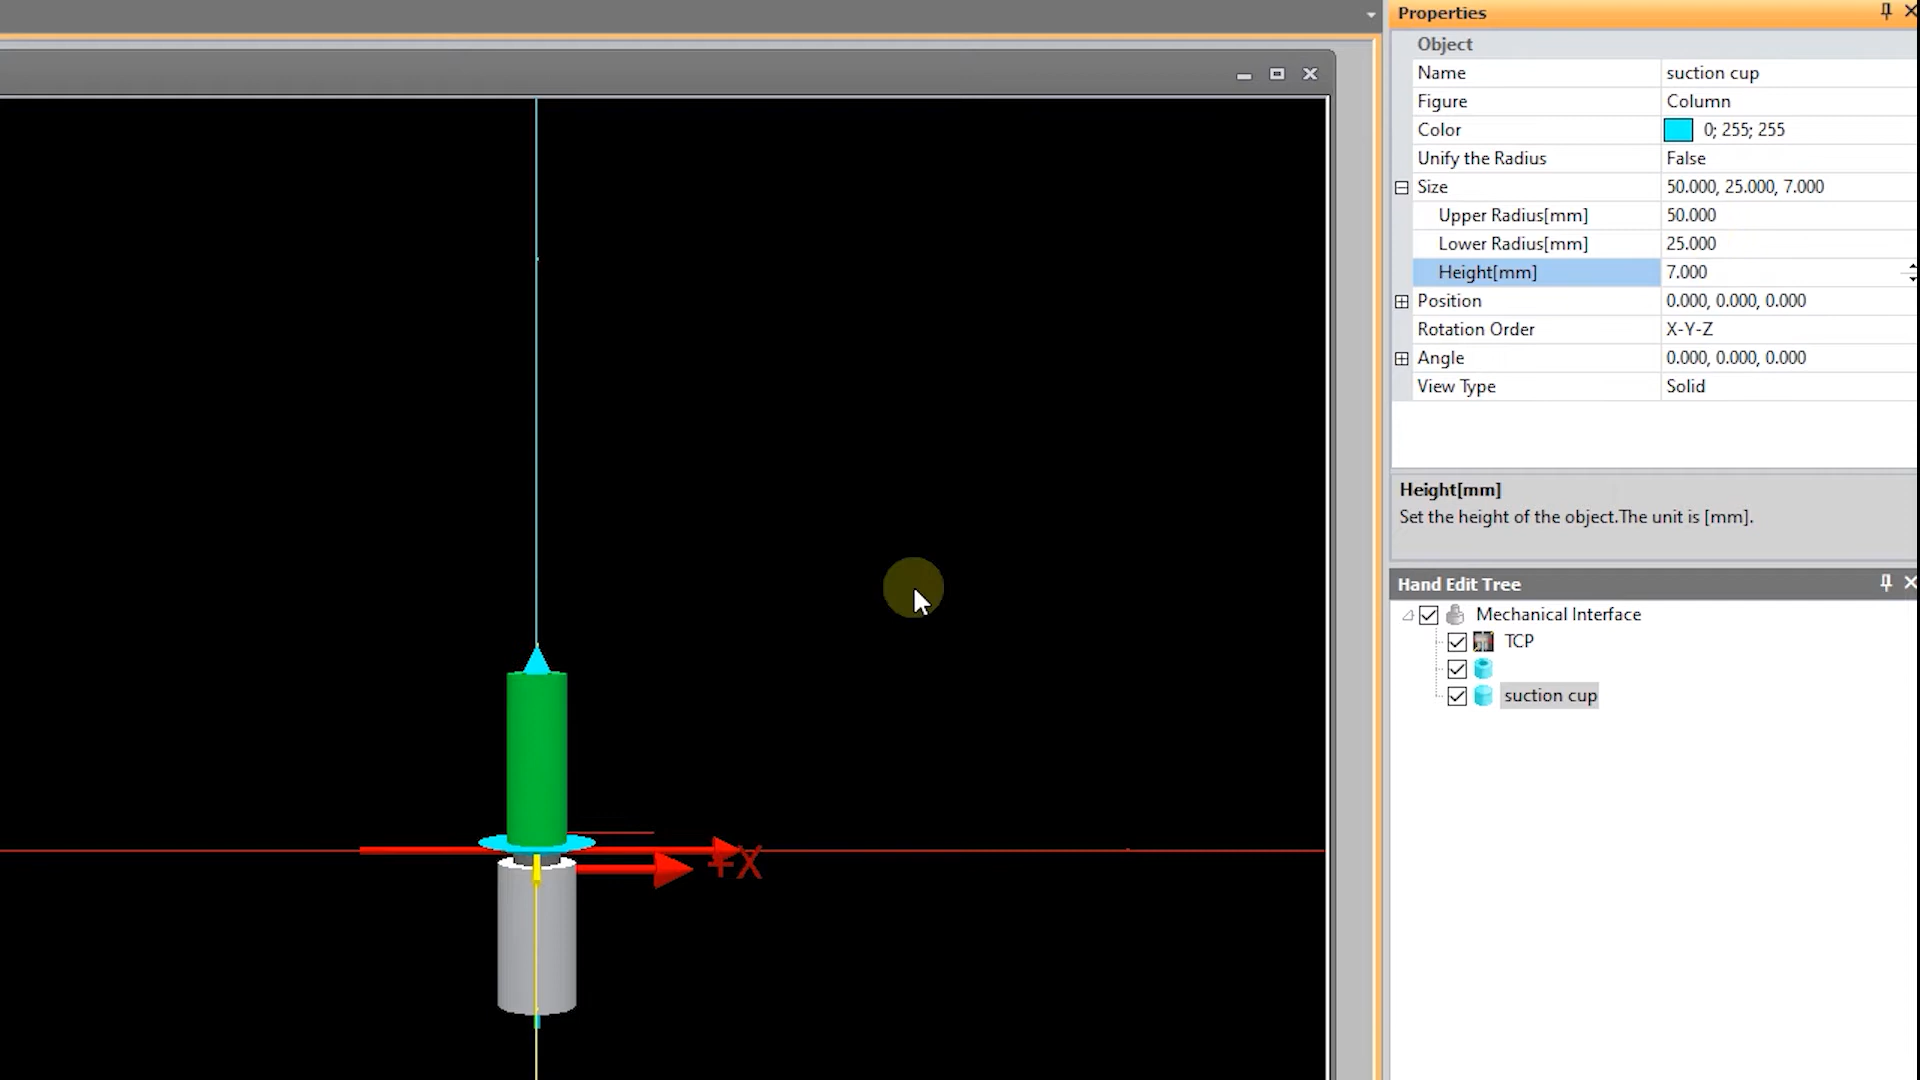 Properties
Object
Name suction cup
Figure Column
Color 0; 255; 255
Unify the Radius False
Size 50.000, 25.000, 7.000
Upper Radius[mm] 50.000
Lower Radius[mm] 25.000
Height[mm] 7.000
Position 0.000, 0.000, 0.000
Rotation Order X-Y-Z
Angle 0.000, 0.000, 0.000
View Type Solid
Height[mm]
Set the height of the object.The unit is [mm].
Hand Edit Tree
Mechanical Interface
TCP
suction cup
+X